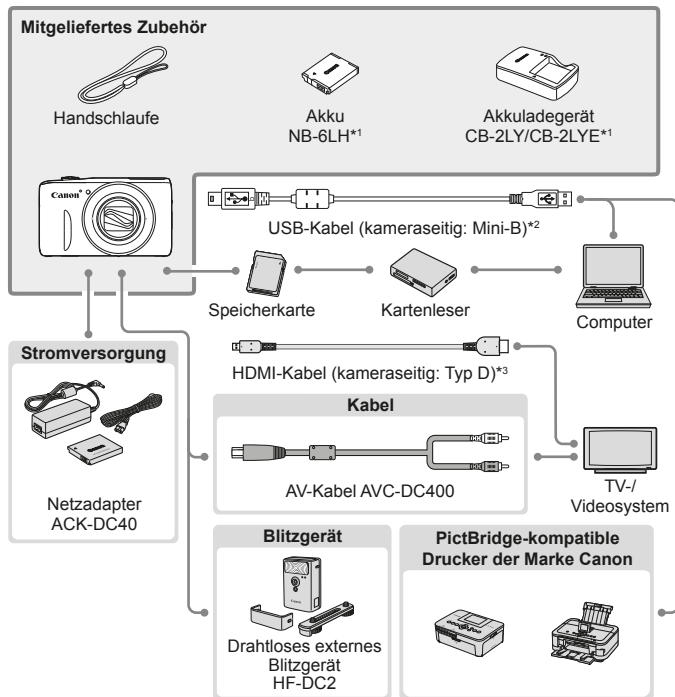 Mitgeliefertes Zubehör
Handschlaufe
Akku
NB-6LH*1
Akkuladegerät
CB-2LY/CB-2LYE*1
Canon
USB-Kabel (kameraseitig: Mini-B)*2
Speicherkarte
Kartenleser
Computer
Stromversorgung
HDMI-Kabel (kameraseitig: Typ D)*3
Kabel
AV-Kabel AVC-DC400
TV-/
Videosystem
Netzadapter
ACK-DC40
Blitzgerät
Drahtloses externes
Blitzgerät
HF-DC2
PictBridge-kompatible
Drucker der Marke Canon